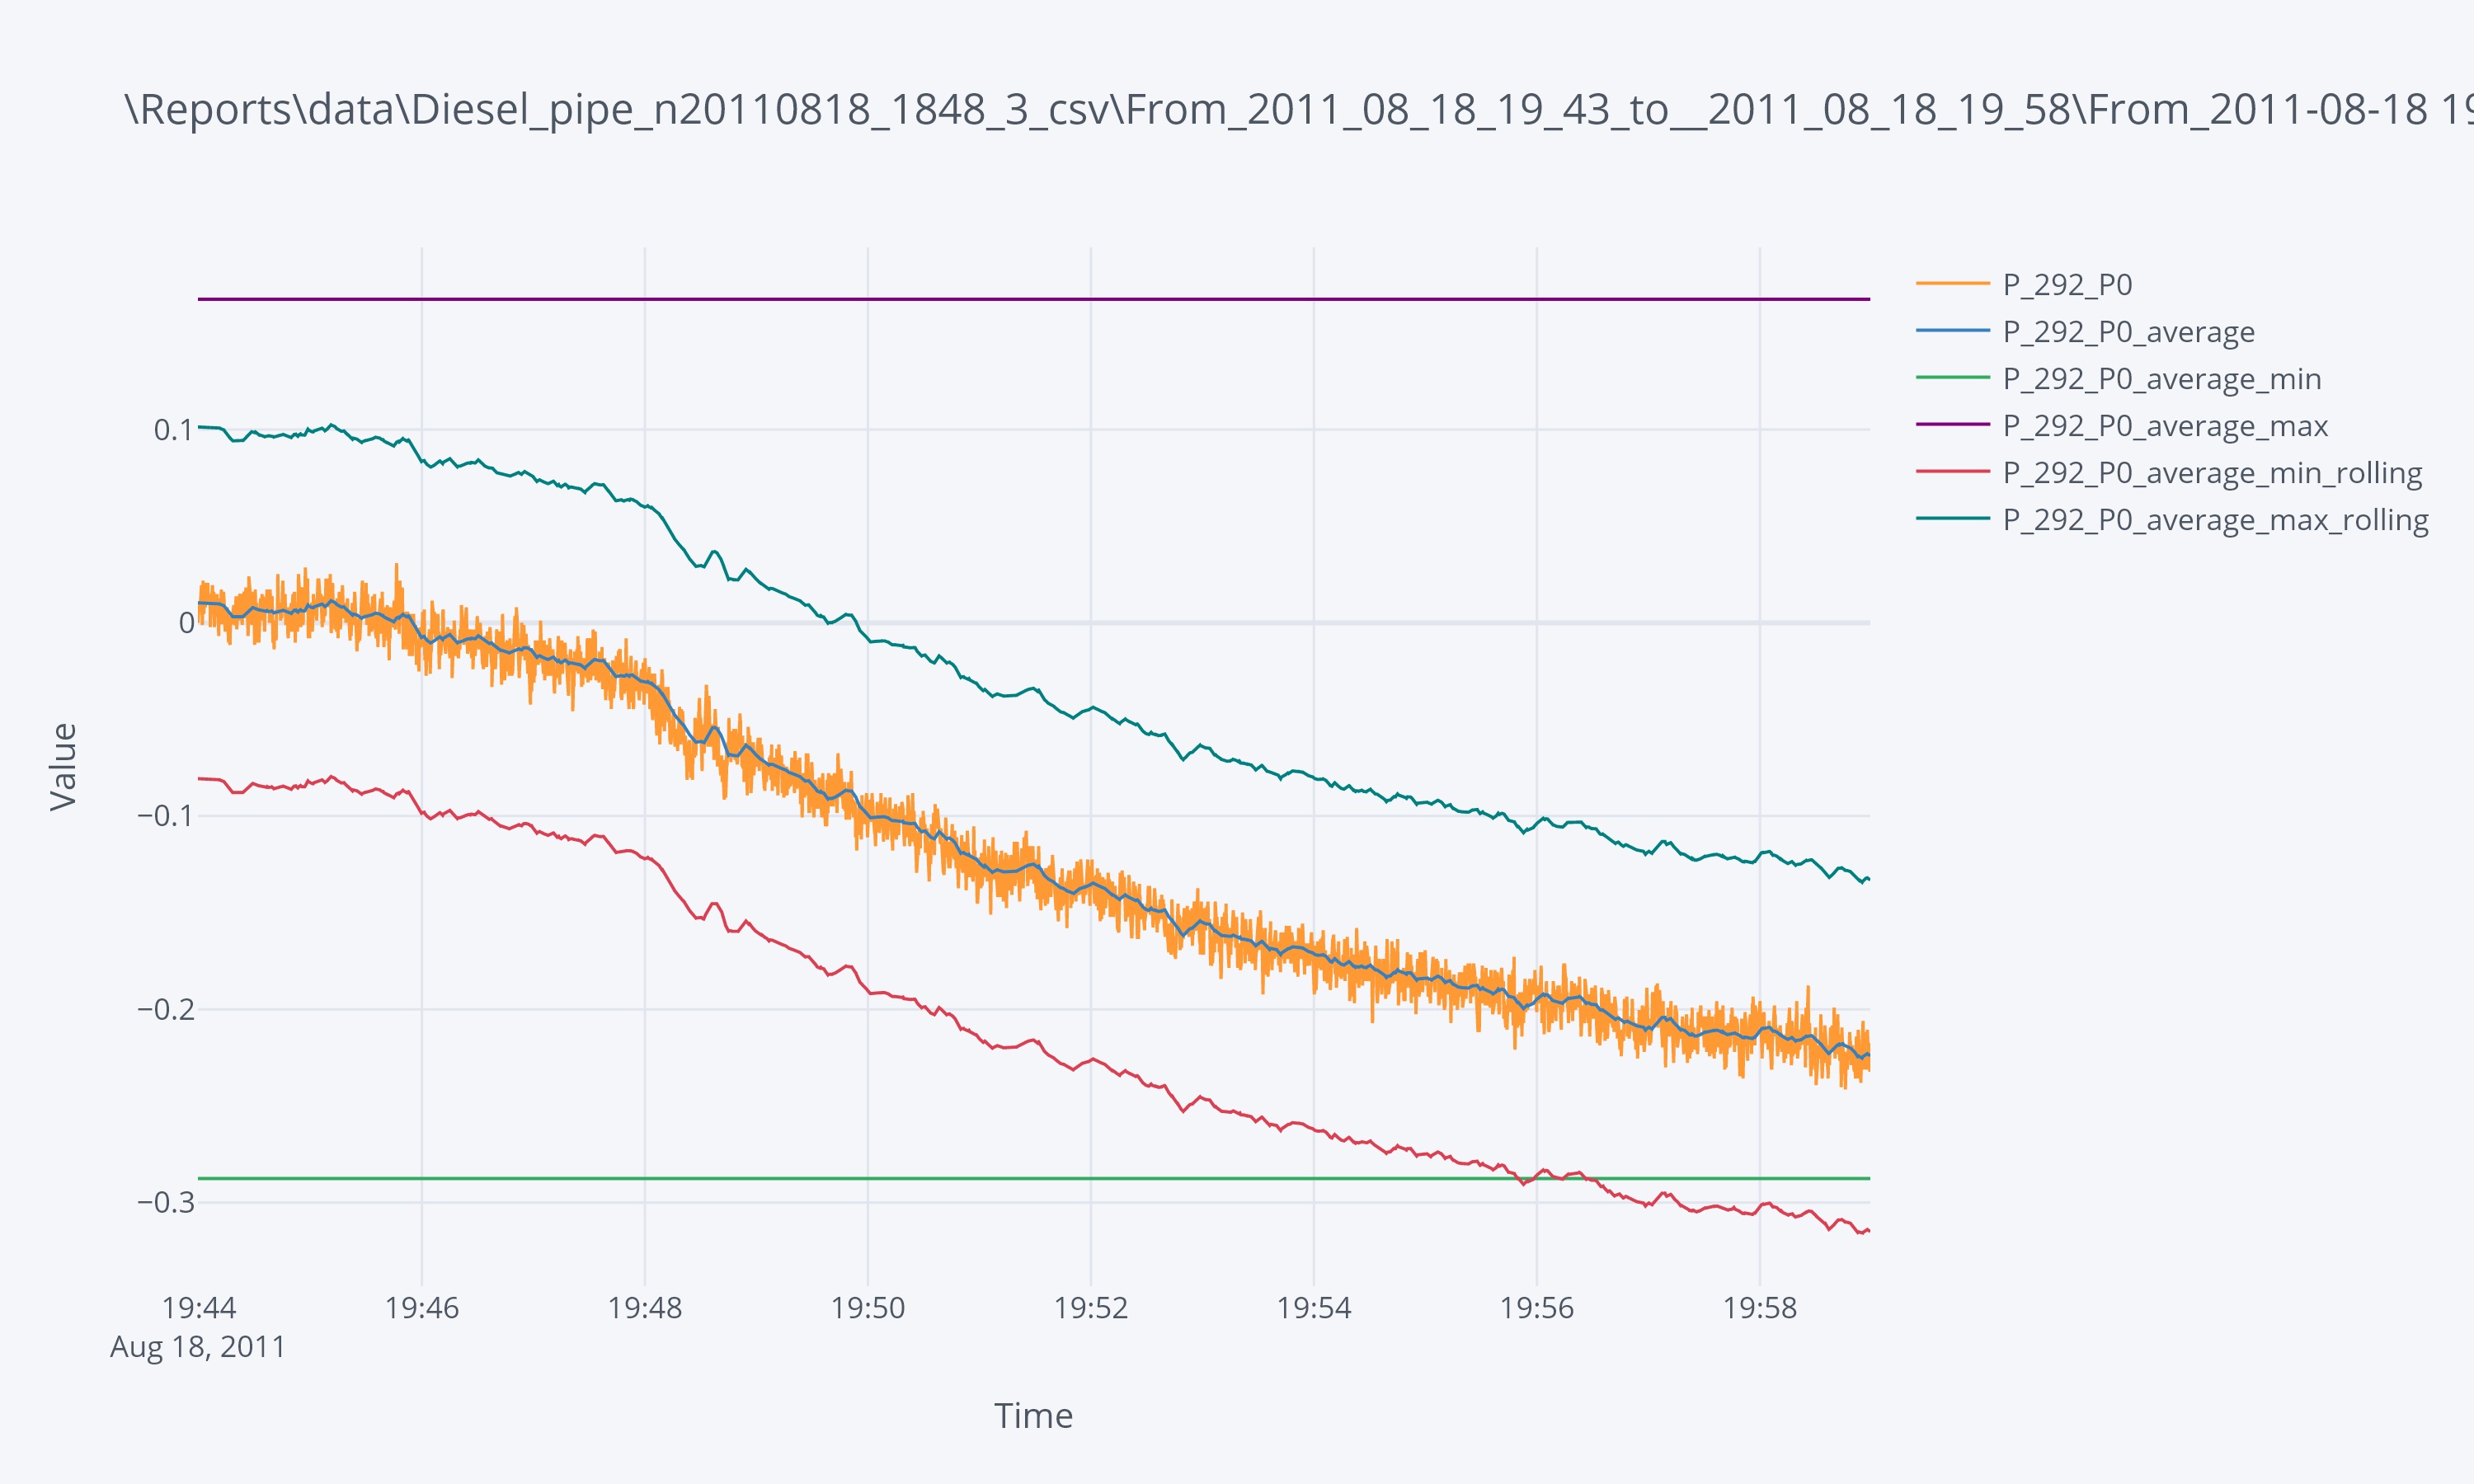 \Reports\data\Diesel_pipe_n20110818_1848_3_csv\From_2011_08_18_19_43_to__2011_08_18_19_58\From_2011-08-18 19
P_292_P0
P_292_P0_average
P_292_P0_average_min
P_292_P0_average_max
P_292_P0_average_min_rolling
P_292_P0_average_max_rolling
Value
0.1
0
−0.1
−0.2
−0.3
19:44 19:46 19:48 19:50 19:52 19:54 19:56 19:58
Aug 18, 2011
Time